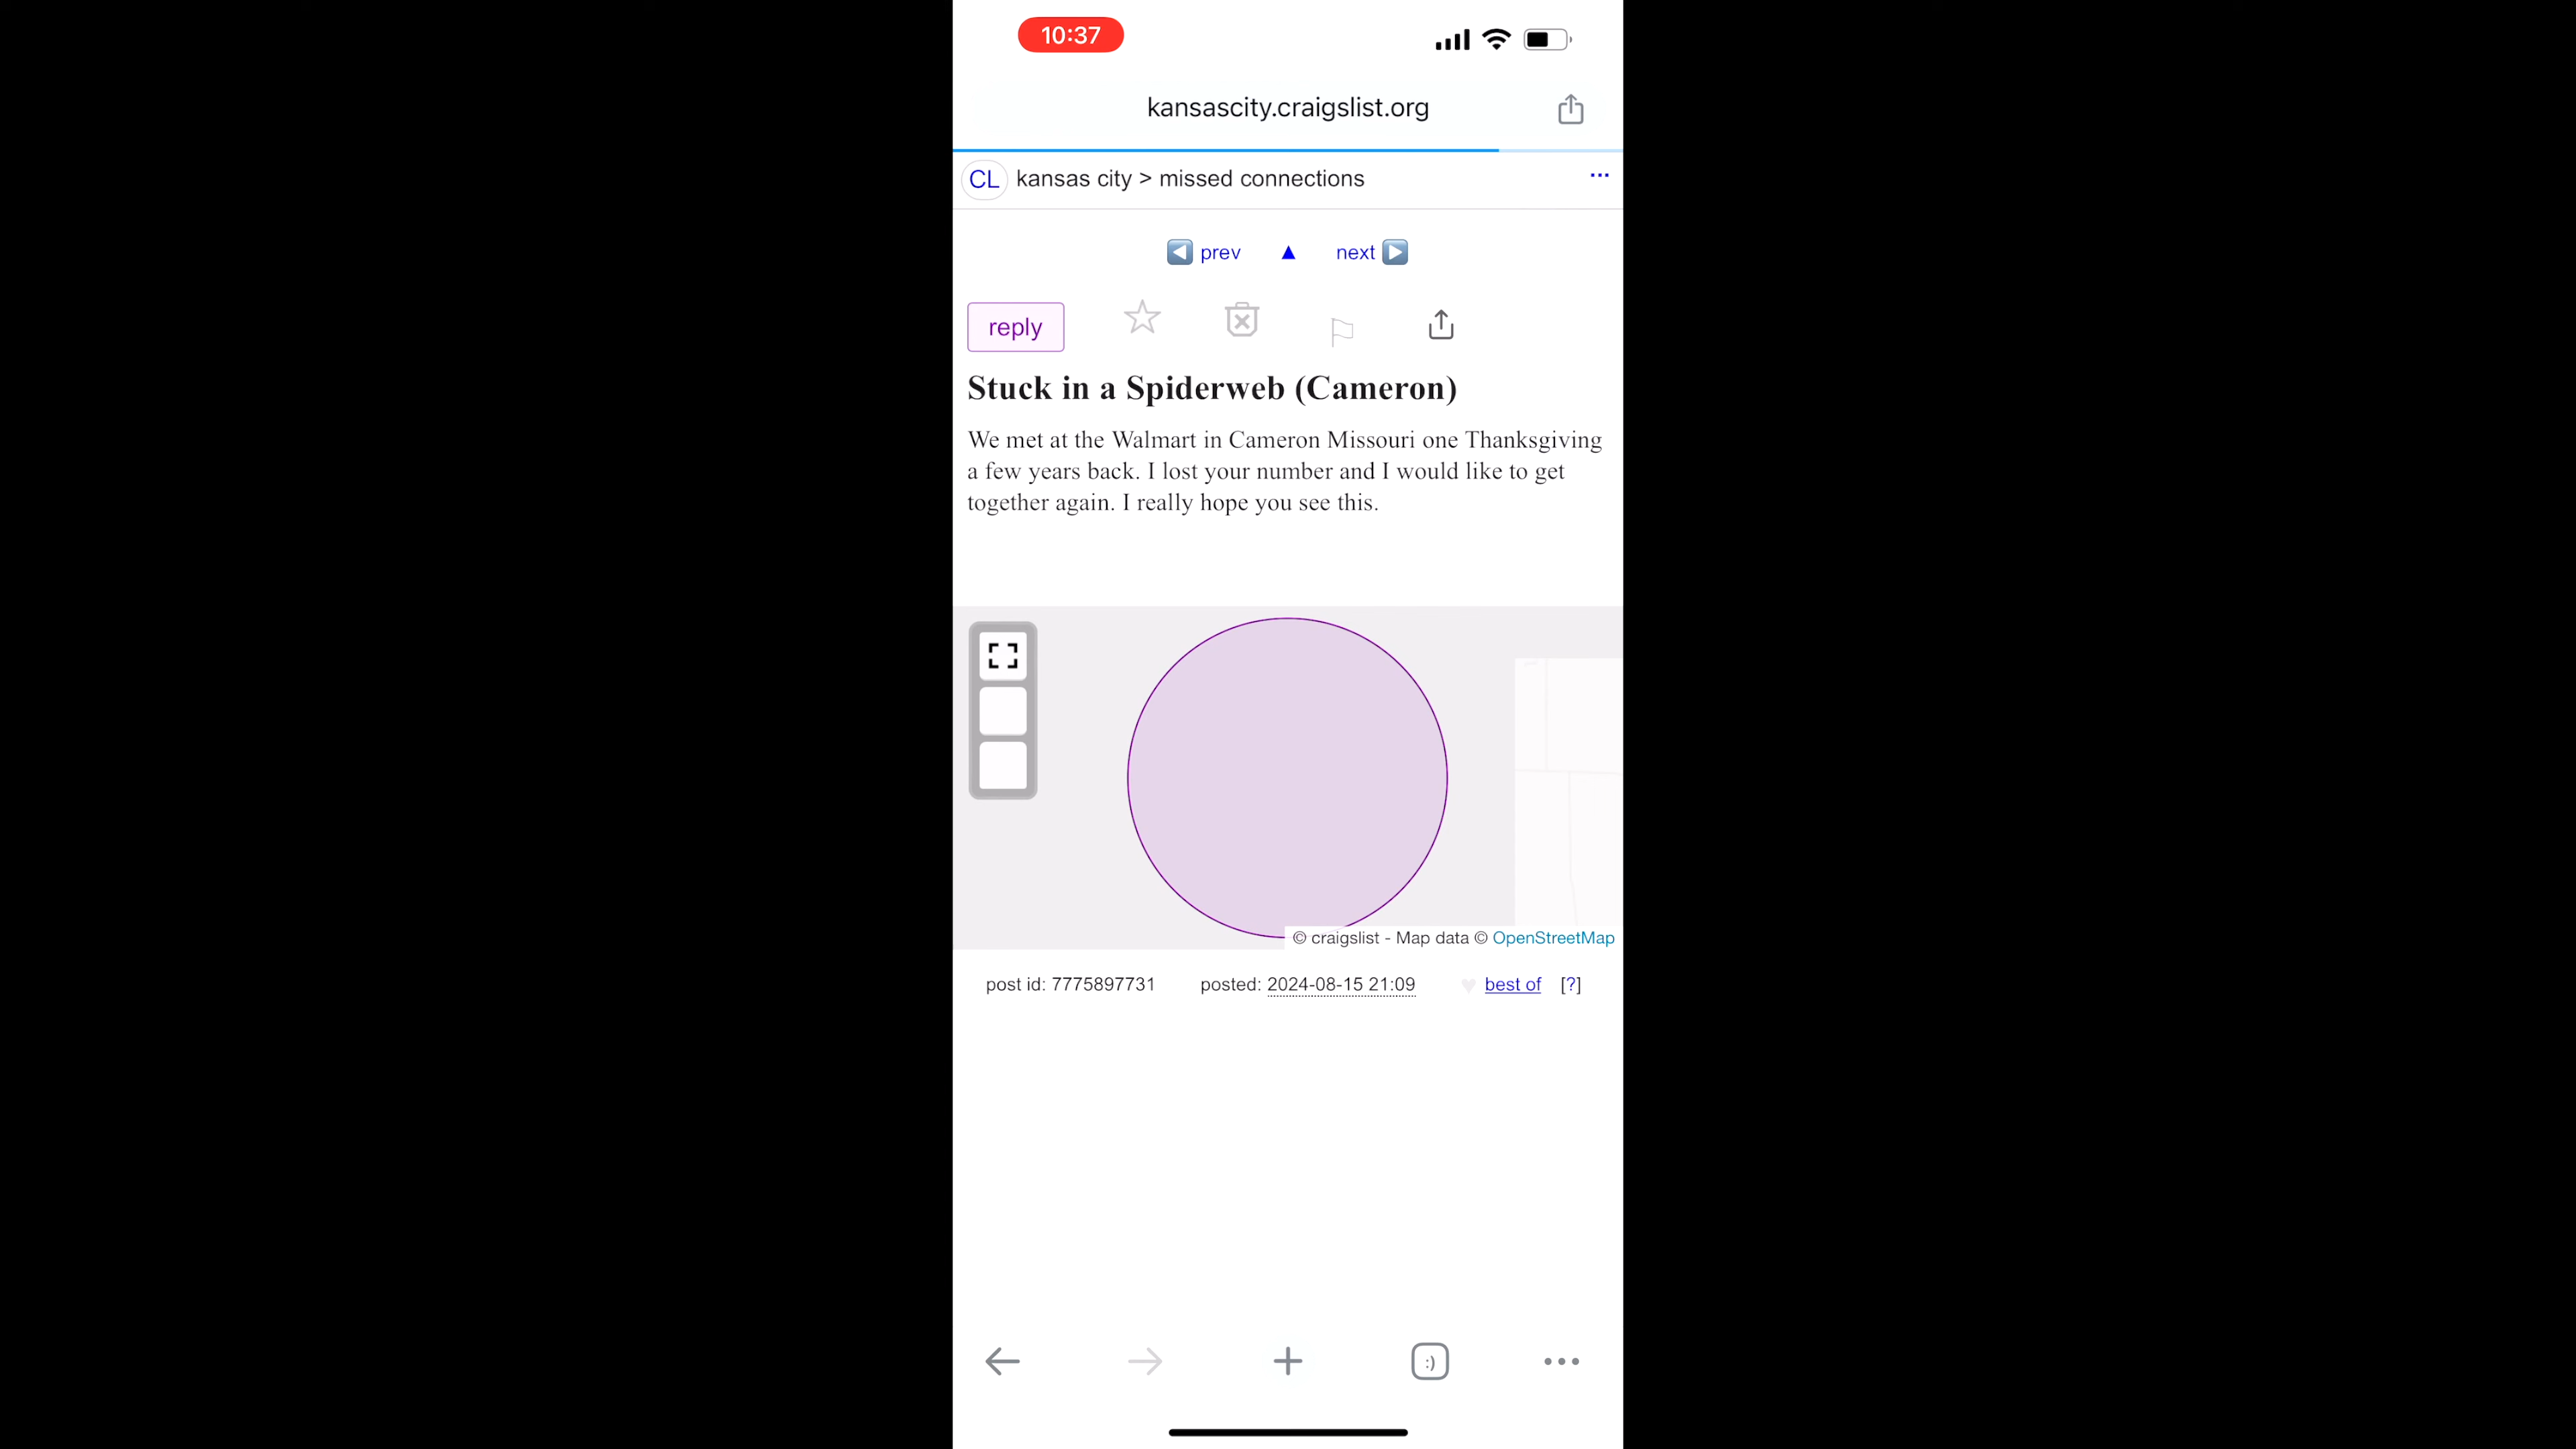 10:37
kansascity.craigslist.org
CL kansas city > missed connections
prev ▲ next
reply
Stuck in a Spiderweb (Cameron)
We met at the Walmart in Cameron Missouri one Thanksgiving
a few years back. I lost your number and I would like to get
together again. I really hope you see this.
© craigslist - Map data © OpenStreetMap
post id: 7775897731 posted: 2024-08-15 21:09 ♥ best of [?]
:)